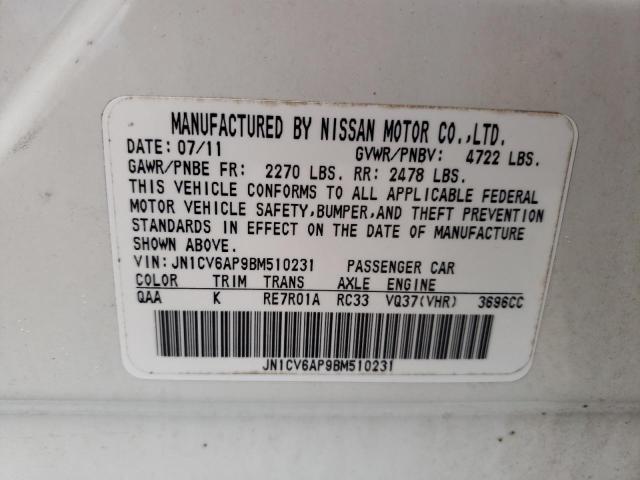 MANUFACTURED BY NISSAN MOTOR CO.,LTD.
DATE: 07/11 GVWR/PNBV: 4722 LBS.
GAWR/PNBE FR: 2270 LBS. RR: 2478 LBS.
THIS VEHICLE CONFORMS TO ALL APPLICABLE FEDERAL
MOTOR VEHICLE SAFETY,BUMPER,AND THEFT PREVENTION
STANDARDS IN EFFECT ON THE DATE OF MANUFACTURE
SHOWN ABOVE.
VIN: JN1CV6AP9BM510231 PASSENGER CAR
COLOR TRIM TRANS AXLE ENGINE
QAA K RE7R01A RC33 VQ37(VHR) 3696CC
JN1CV6AP9BM510231